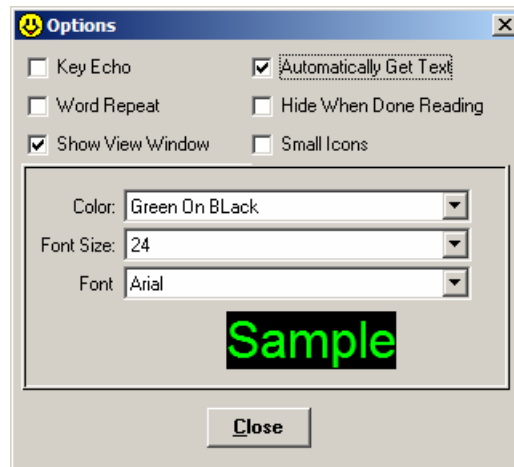 Options
Key Echo
Automatically Get Text
Word Repeat
Hide When Done Reading
Show View Window
Small Icons
Color: Green On BLack
Font Size: 24
Font Arial
Sample
Close